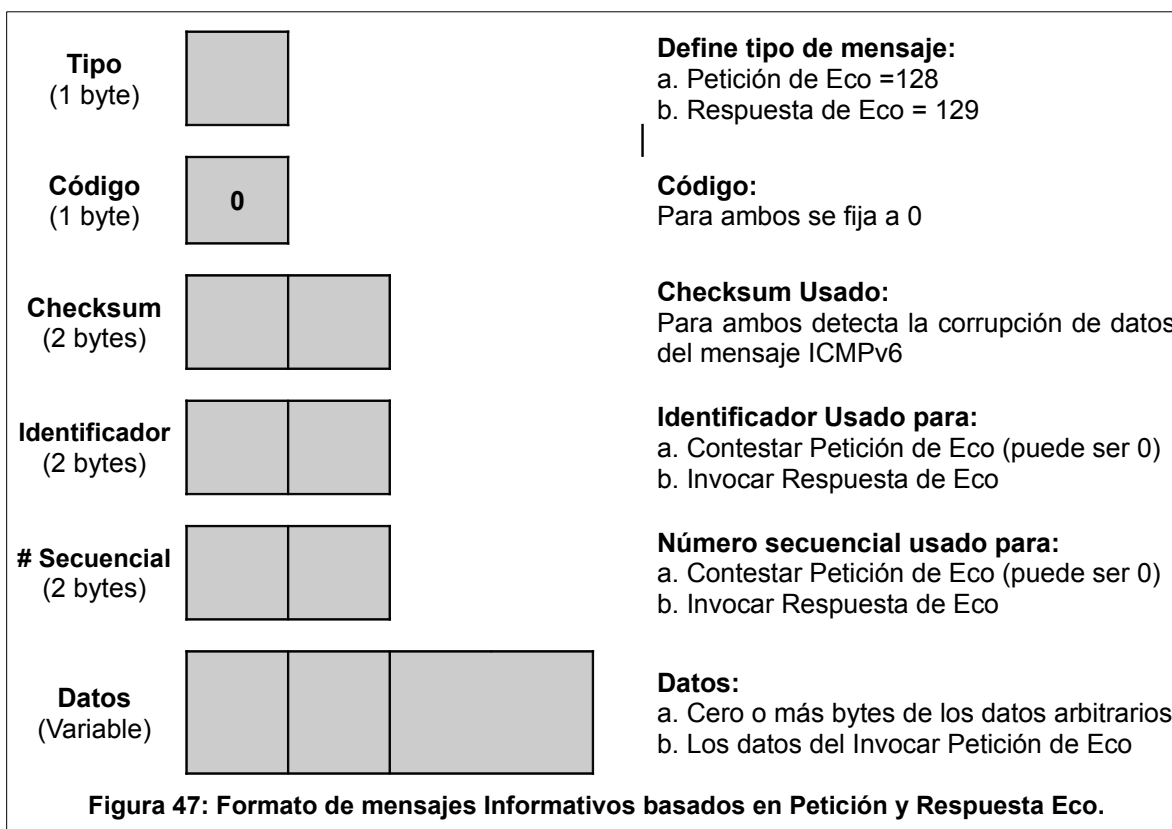 Tipo
(1 byte)
Define tipo de mensaje:
a. Petición de Eco =128
b. Respuesta de Eco = 129
Código
(1 byte)
0
Código:
Para ambos se fija a 0
Checksum
(2 bytes)
Checksum Usado:
Para ambos detecta la corrupción de datos
del mensaje ICMPv6
Identificador
(2 bytes)
Identificador Usado para:
a. Contestar Petición de Eco (puede ser 0)
b. Invocar Respuesta de Eco
# Secuencial
(2 bytes)
Número secuencial usado para:
a. Contestar Petición de Eco (puede ser 0)
b. Invocar Respuesta de Eco
Datos
(Variable)
Datos:
a. Cero o más bytes de los datos arbitrarios
b. Los datos del Invocar Petición de Eco
Figura 47: Formato de mensajes Informativos basados en Petición y Respuesta Eco.